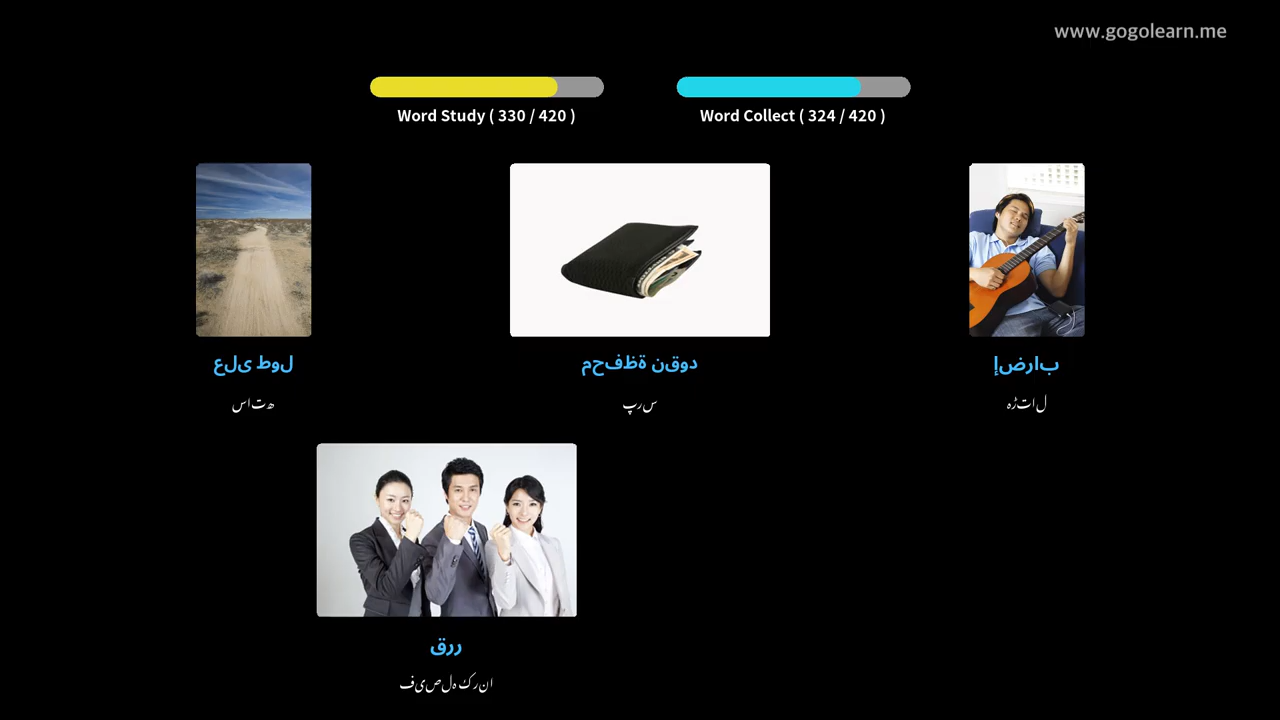 www.gogolearn.me
Word Study ( 330 / 420 )
Word Collect ( 324 / 420 )
لوط ىلع
دوقن ةظفحم
بارضإ
ھتاس
سرپ
لاتڑہ
ررق
انرک ہلصیف